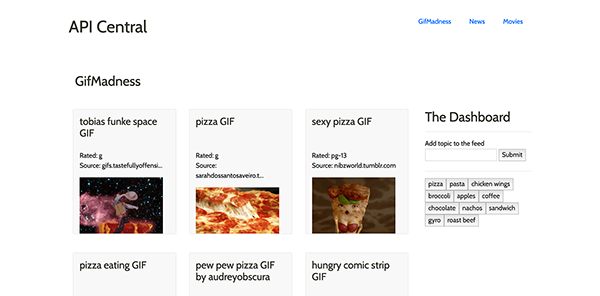 API Central
GifMadness
News
Movies
GifMadness
tobias funke space
GIF
Rated: g
Source: gifs.tastefullyoffensi...
pizza GIF
Rated: g
Source:
sarahdossantosaveiro.t...
sexy pizza GIF
Rated: pg-13
Source: nibzworld.tumblr.com
The Dashboard
Add topic to the feed
Submit
pizza pasta chicken wings
broccoli apples coffee
chocolate nachos sandwich
gyro roast beef
pizza eating GIF
pew pew pizza GIF
by audreyobscura
hungry comic strip
GIF